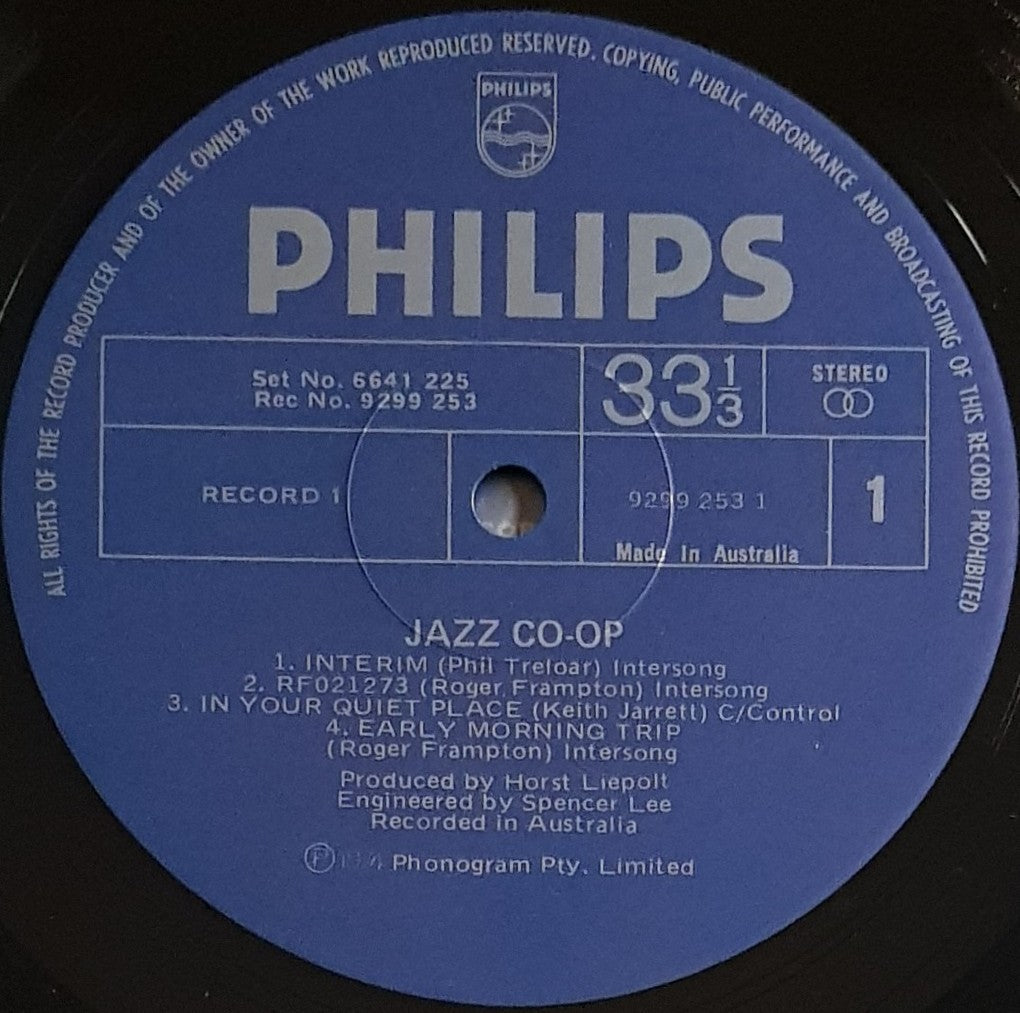 ALL RIGHTS OF THE RECORD PRODUCER AND OF THE OWNER OF THE WORK REPRODUCED RESERVED. COPYING, PUBLIC PERFORMANCE AND BROADCASTING OF THIS RECORD PROHIBITED
PHILIPS
PHILIPS
Set No. 6641 225
Rec No. 9299 253
33 1/3
STEREO
RECORD 1
9299 253 1
1
Made In Australia
JAZZ CO-OP
1. INTERIM (Phil Treloar) Intersong
2. RF021273 (Roger Frampton) Intersong
3. IN YOUR QUIET PLACE (Keith Jarrett) C/Control
4. EARLY MORNING TRIP
(Roger Frampton) Intersong
Produced by Horst Liepolt
Engineered by Spencer Lee
Recorded in Australia
Ⓟ Phonogram Pty. Limited